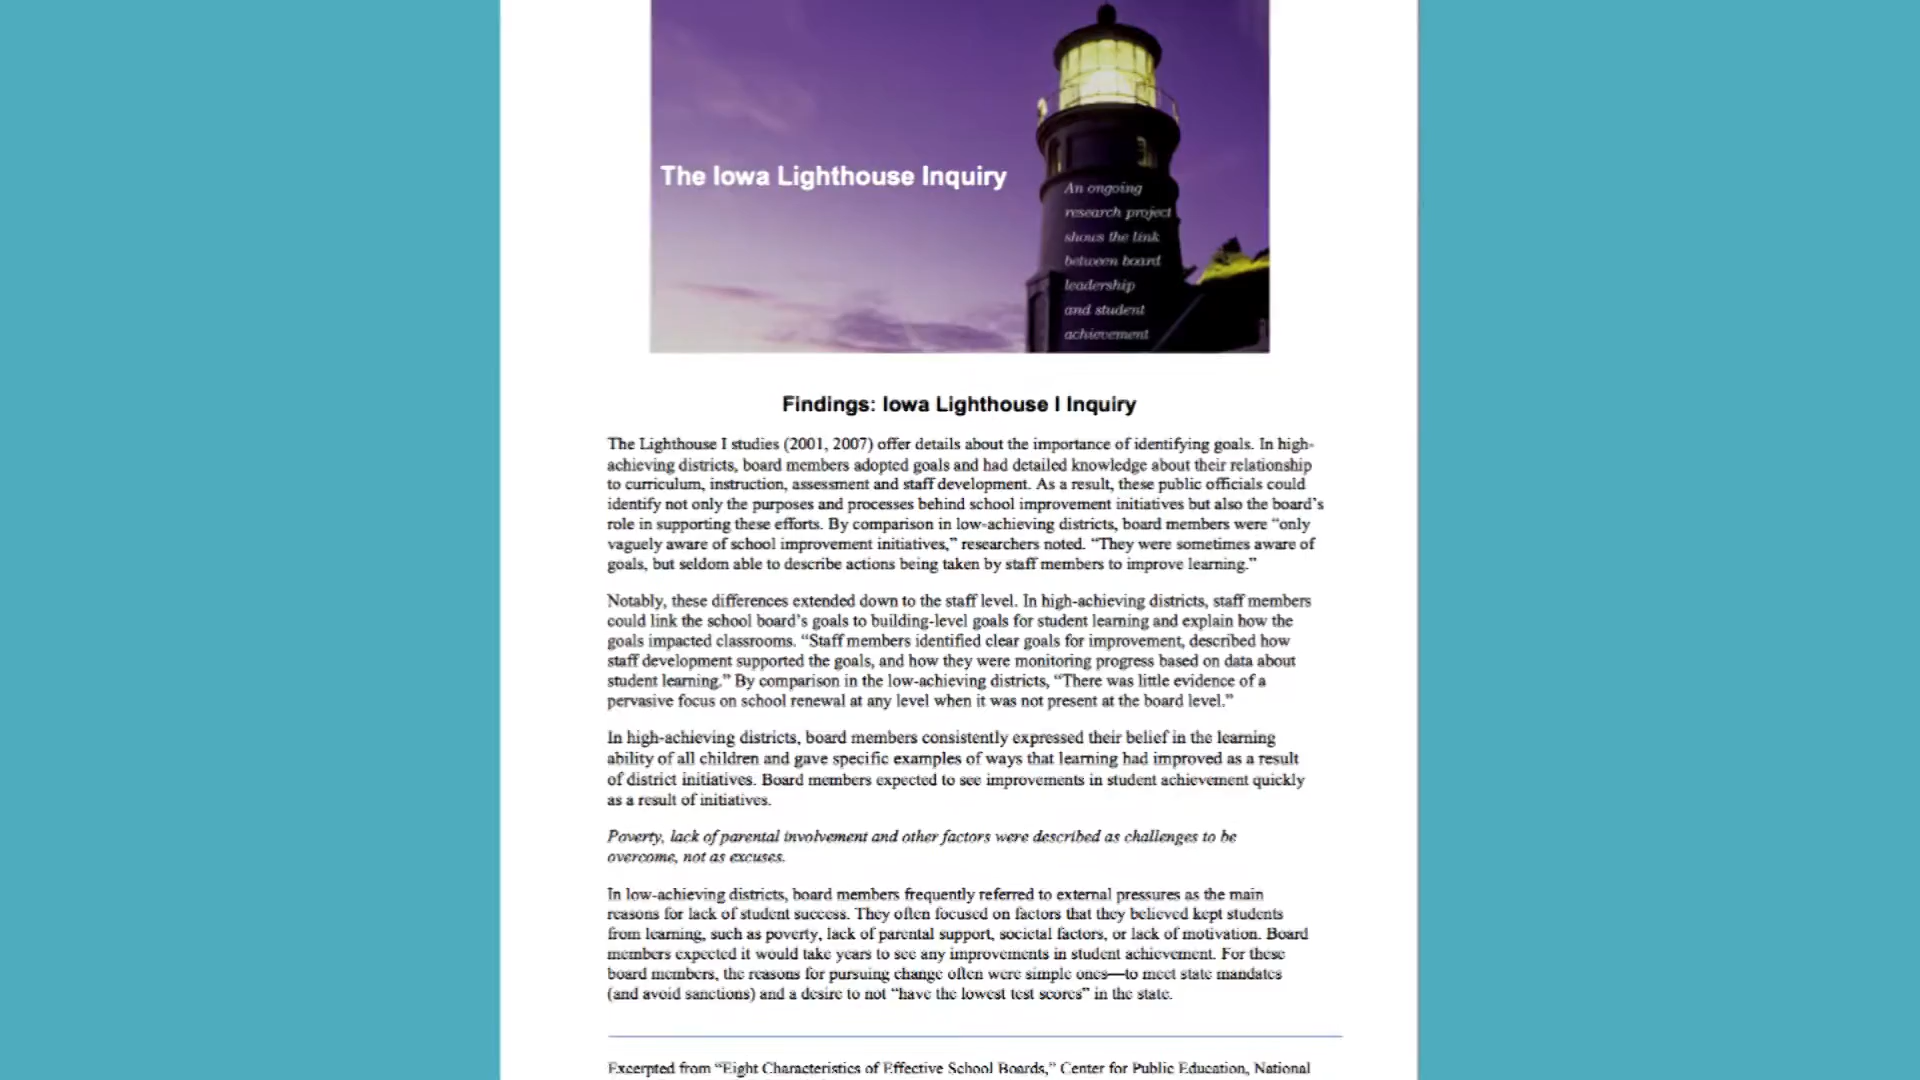 The Iowa Lighthouse Inquiry
An ongoing
research project
shows the link
between board
leadership
and student
achievement
Findings: Iowa Lighthouse I Inquiry
The Lighthouse I studies (2001, 2007) offer details about the importance of identifying goals. In high-
achieving districts, board members adopted goals and had detailed knowledge about their relationship
to curriculum, instruction, assessment and staff development. As a result, these public officials could
identify not only the purposes and processes behind school improvement initiatives but also the board’s
role in supporting these efforts. By comparison in low-achieving districts, board members were “only
vaguely aware of school improvement initiatives,” researchers noted. “They were sometimes aware of
goals, but seldom able to describe actions being taken by staff members to improve learning.”
Notably, these differences extended down to the staff level. In high-achieving districts, staff members
could link the school board’s goals to building-level goals for student learning and explain how the
goals impacted classrooms. “Staff members identified clear goals for improvement, described how
staff development supported the goals, and how they were monitoring progress based on data about
student learning.” By comparison in the low-achieving districts, “There was little evidence of a
pervasive focus on school renewal at any level when it was not present at the board level.”
In high-achieving districts, board members consistently expressed their belief in the learning
ability of all children and gave specific examples of ways that learning had improved as a result
of district initiatives. Board members expected to see improvements in student achievement quickly
as a result of initiatives.
Poverty, lack of parental involvement and other factors were described as challenges to be
overcome, not as excuses.
In low-achieving districts, board members frequently referred to external pressures as the main
reasons for lack of student success. They often focused on factors that they believed kept students
from learning, such as poverty, lack of parental support, societal factors, or lack of motivation. Board
members expected it would take years to see any improvements in student achievement. For these
board members, the reasons for pursuing change often were simple ones—to meet state mandates
(and avoid sanctions) and a desire to not “have the lowest test scores” in the state.
Excerpted from “Eight Characteristics of Effective School Boards,” Center for Public Education, National